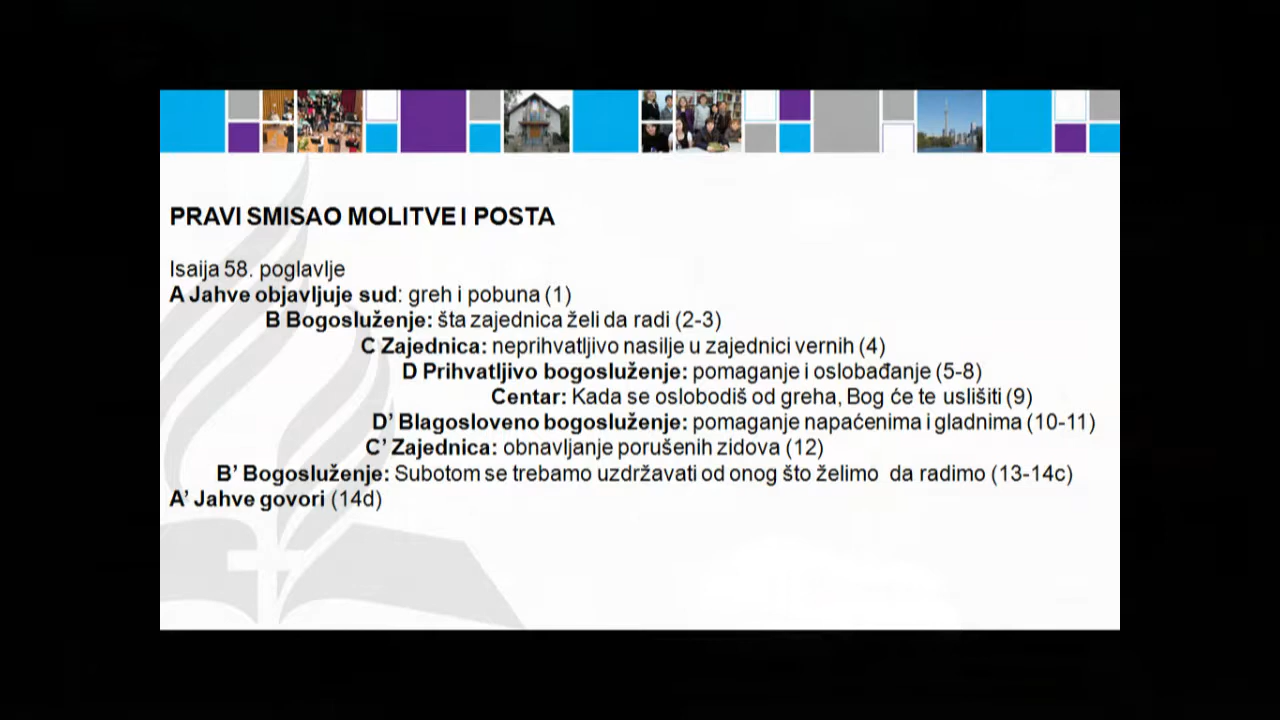 PRAVI SMISAO MOLITVE I POSTA
Isaija 58. poglavlje
A Jahve objavljuje sud: greh i pobuna (1)
B Bogosluženje: šta zajednica želi da radi (2-3)
C Zajednica: neprihvatljivo nasilje u zajednici vernih (4)
D Prihvatljivo bogosluženje: pomaganje i oslobađanje (5-8)
Centar: Kada se oslobodiš od greha, Bog će te uslišiti (9)
D’ Blagosloveno bogosluženje: pomaganje napaćenima i gladnima (10-11)
C’ Zajednica: obnavljanje porušenih zidova (12)
B’ Bogosluženje: Subotom se trebamo uzdržavati od onog što želimo  da radimo (13-14c)
A’ Jahve govori (14d)